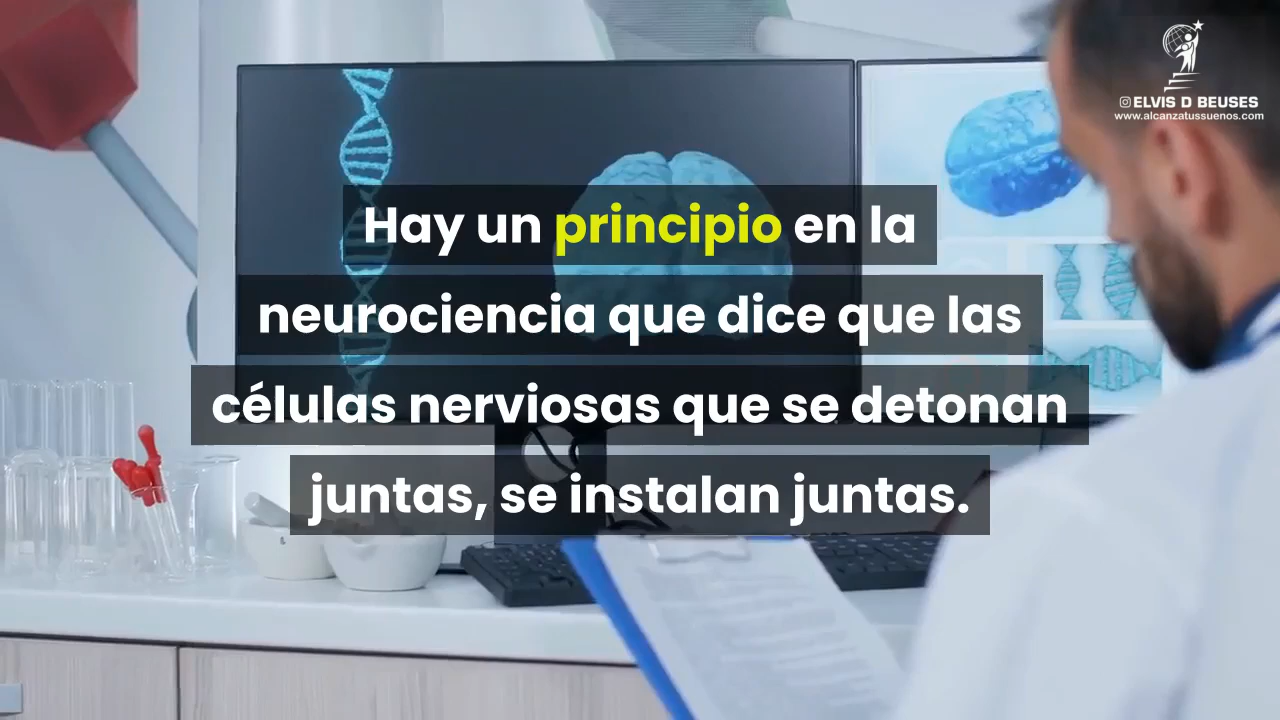 ELVIS D BEUSES
www.alcanzatussuenos.com
Hay un principio en la
neurociencia que dice que las
células nerviosas que se detonan
juntas, se instalan juntas.